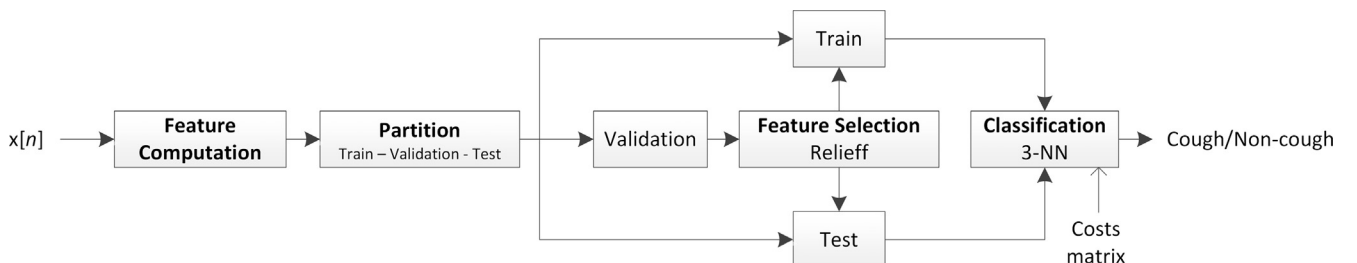 x[n]
Feature
Computation
Partition
Train – Validation - Test
Validation
Train
Feature Selection
Relieff
Test
Classification
3-NN
Costs
matrix
Cough/Non-cough